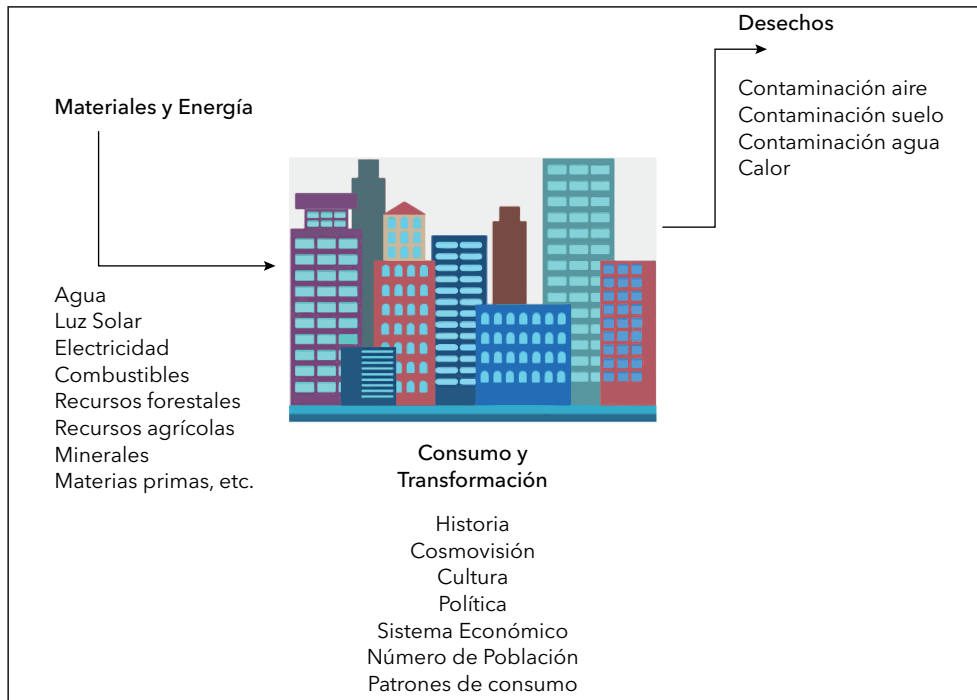 Materiales y Energía
Agua
Luz Solar
Electricidad
Combustibles
Recursos forestales
Recursos agrícolas
Minerales
Materias primas, etc.
Consumo y
Transformación
Historia
Cosmovisión
Cultura
Política
Sistema Económico
Número de Población
Patrones de consumo
Desechos
Contaminación aire
Contaminación suelo
Contaminación agua
Calor